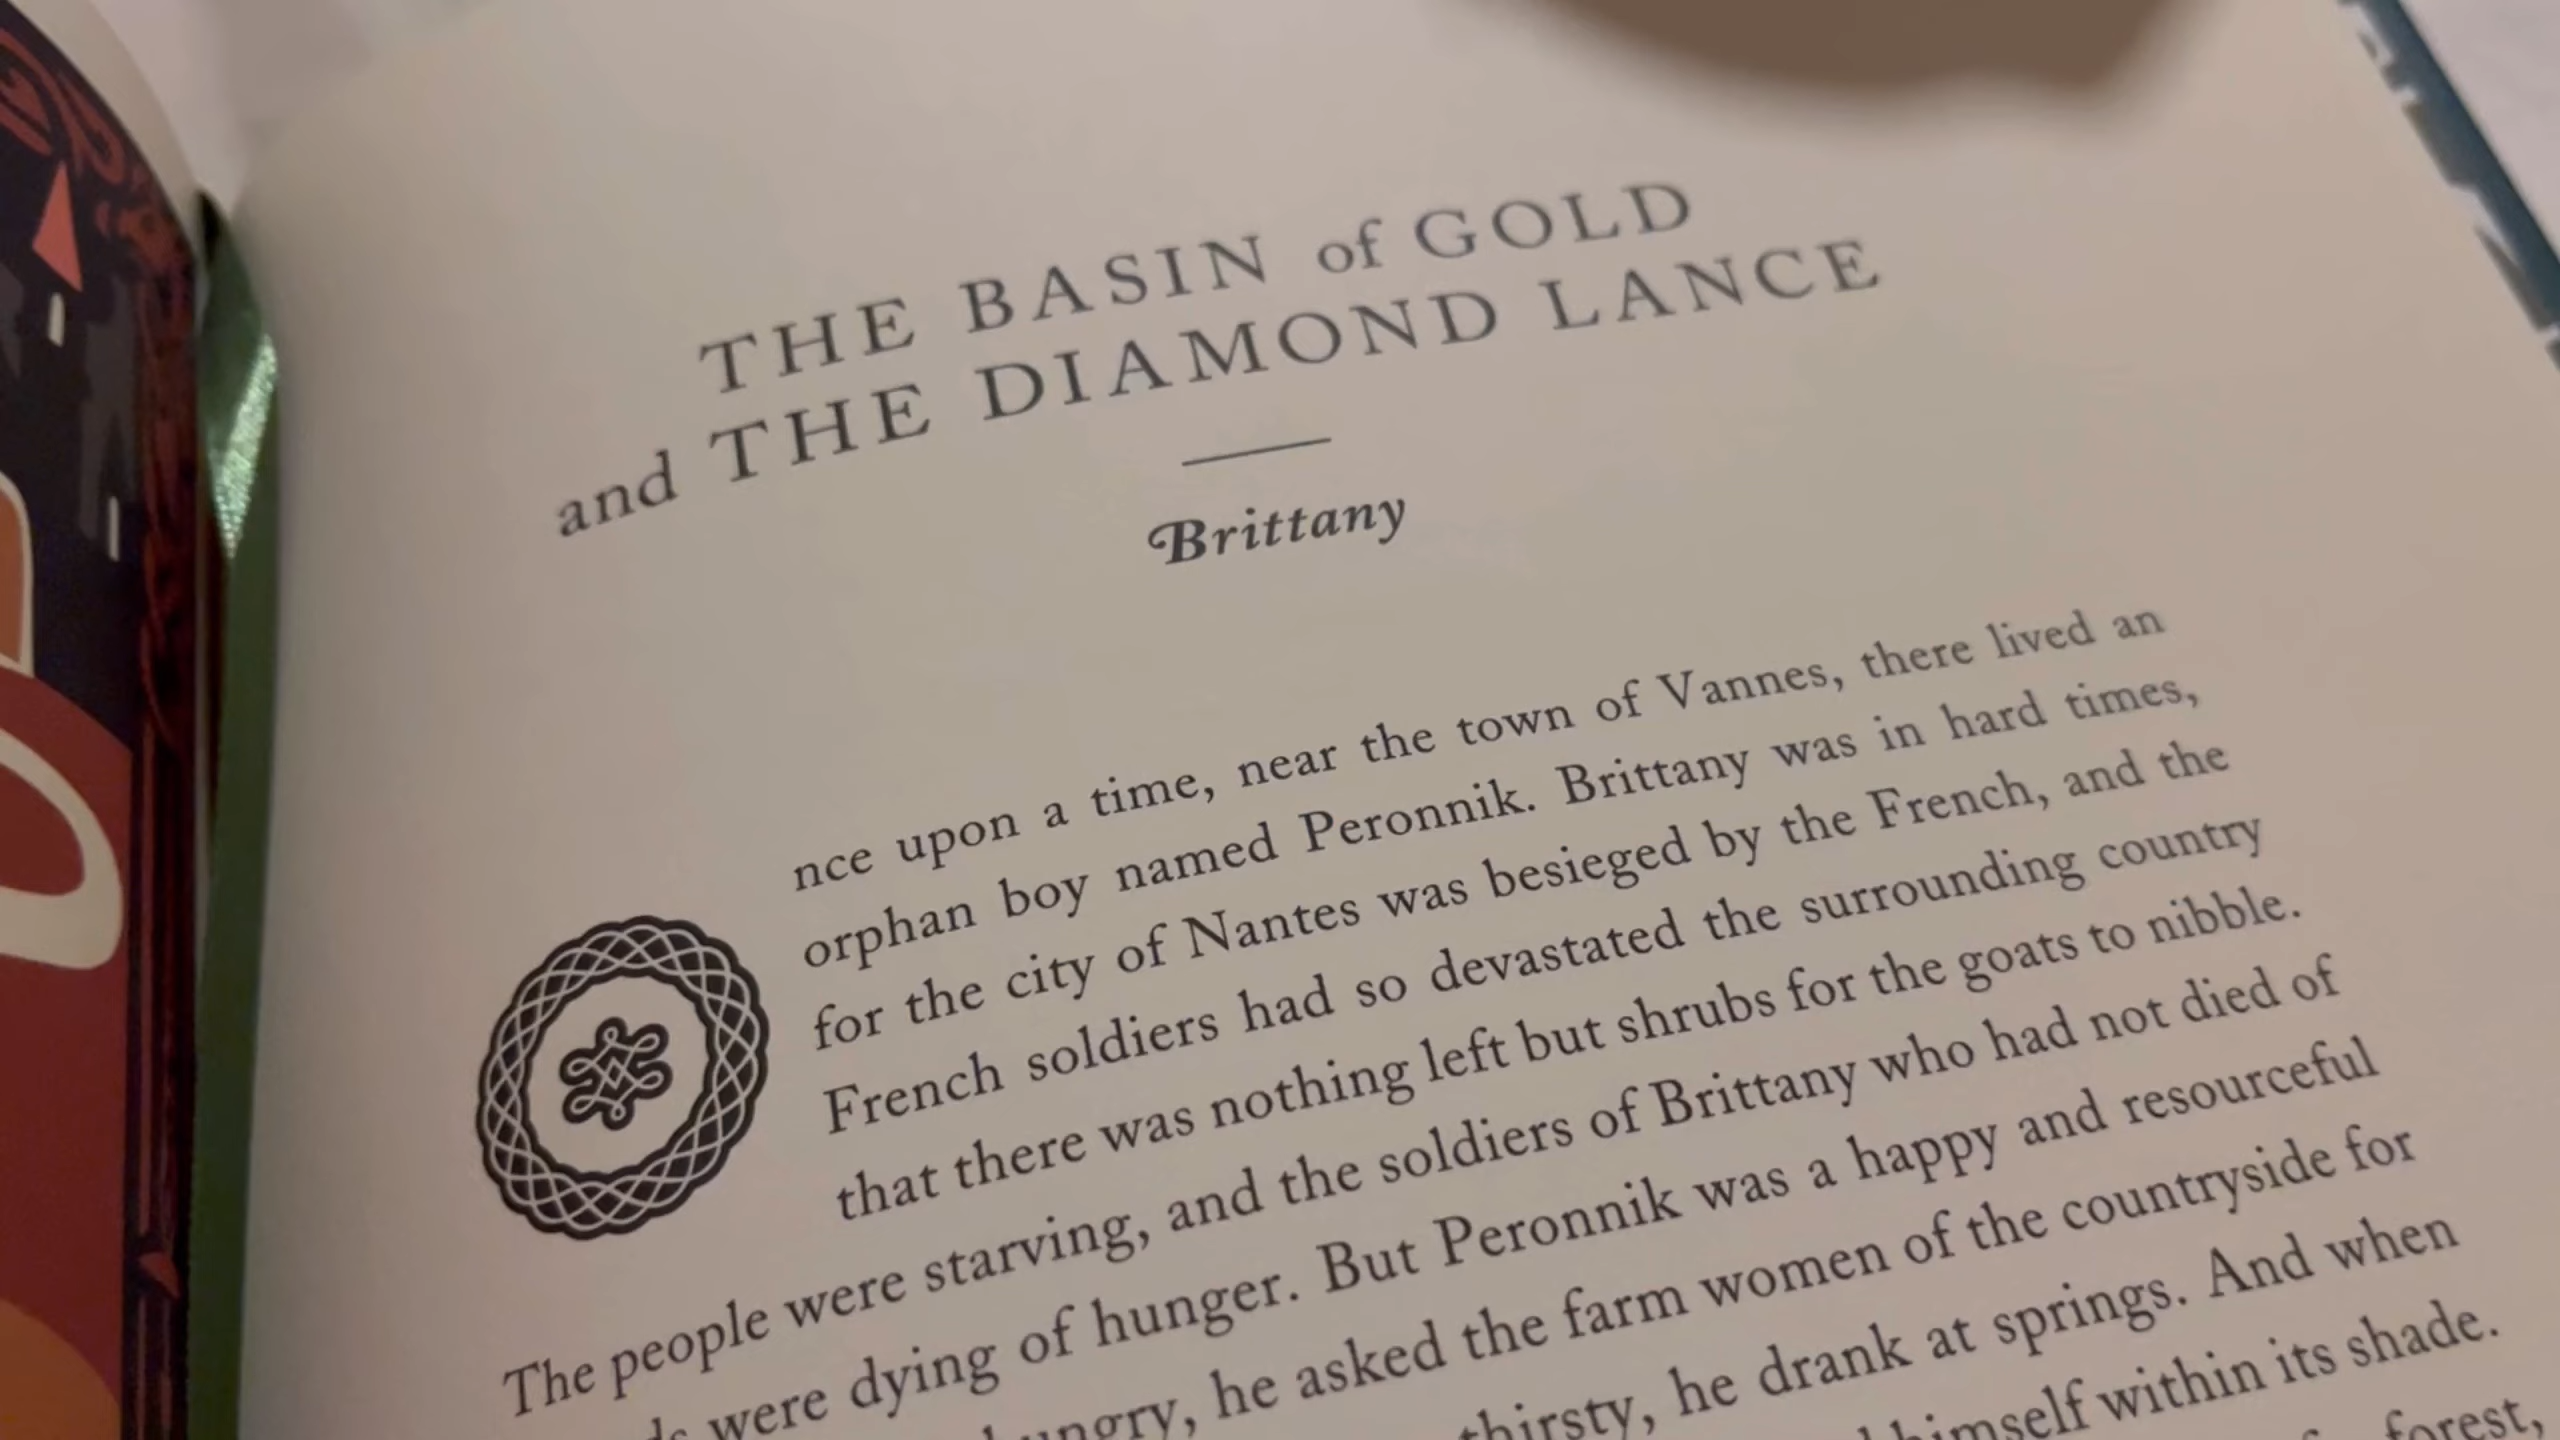 THE BASIN of GOLD
and THE DIAMOND LANCE
Brittany
nce upon a time, near the town of Vannes, there lived an
orphan boy named Peronnik. Brittany was in hard times,
for the city of Nantes was besieged by the French, and the
French soldiers had so devastated the surrounding country
that there was nothing left but shrubs for the goats to nibble.
The people were starving, and the soldiers of Brittany who had not died of
were dying of hunger. But Peronnik was a happy and resourceful
he asked the farm women of the countryside for
thirsty, he drank at springs. And when
himself within its shade.
forest,